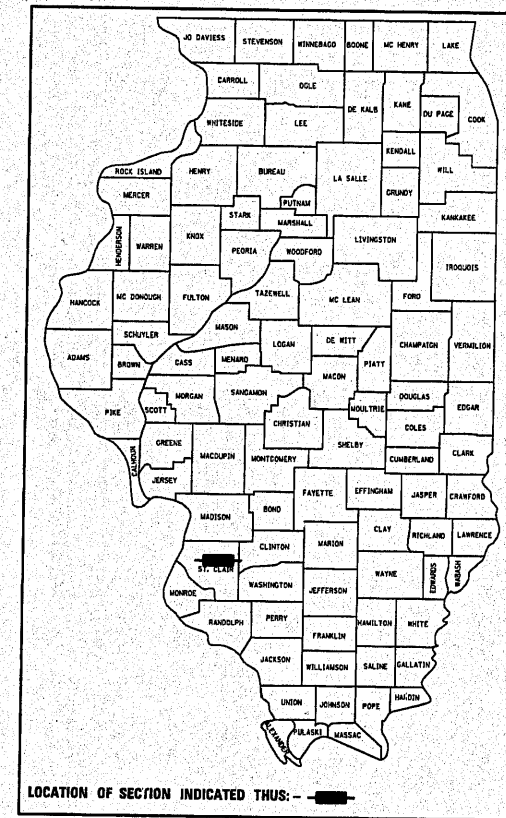 JO DAVIESS STEVENSON WINNEBAGO BOONE MC HENRY LAKE
CARROLL OGLE
DE KALB KANE COOK
DU PAGE
WHITESIDE LEE
KENDALL
ROCK ISLAND HENRY BUREAU LA SALLE WILL
MERCER GRUNDY
PUTNAM
STARK MARSHALL KANKAKEE
HENDERSON WARREN KNOX PEORIA WOODFORD LIVINGSTON
IROQUOIS
HANCOCK MC DONOUGH FULTON TAZEWELL MC LEAN FORD
MASON
SCHUYLER LOGAN DE WITT CHAMPAIGN VERMILION
ADAMS BROWN CASS MENARD PIATT
MACON
MORGAN SANGAMON DOUGLAS
PIKE SCOTT CHRISTIAN MOULTRIE EDGAR
COLES
GREENE MACOUPIN SHELBY
CALHOUN MONTGOMERY CUMBERLAND CLARK
JERSEY
FAYETTE EFFINGHAM JASPER CRAWFORD
MADISON BOND
CLAY RICHLAND LAWRENCE
CLINTON MARION
ST. CLAIR WAYNE EDWARDS WABASH
WASHINGTON JEFFERSON
MONROE
RANDOLPH PERRY HAMILTON WHITE
FRANKLIN
JACKSON WILLIAMSON SALINE GALLATIN
HARDIN
UNION JOHNSON POPE
ALEXANDER PULASKI MASSAC
LOCATION OF SECTION INDICATED THUS: -